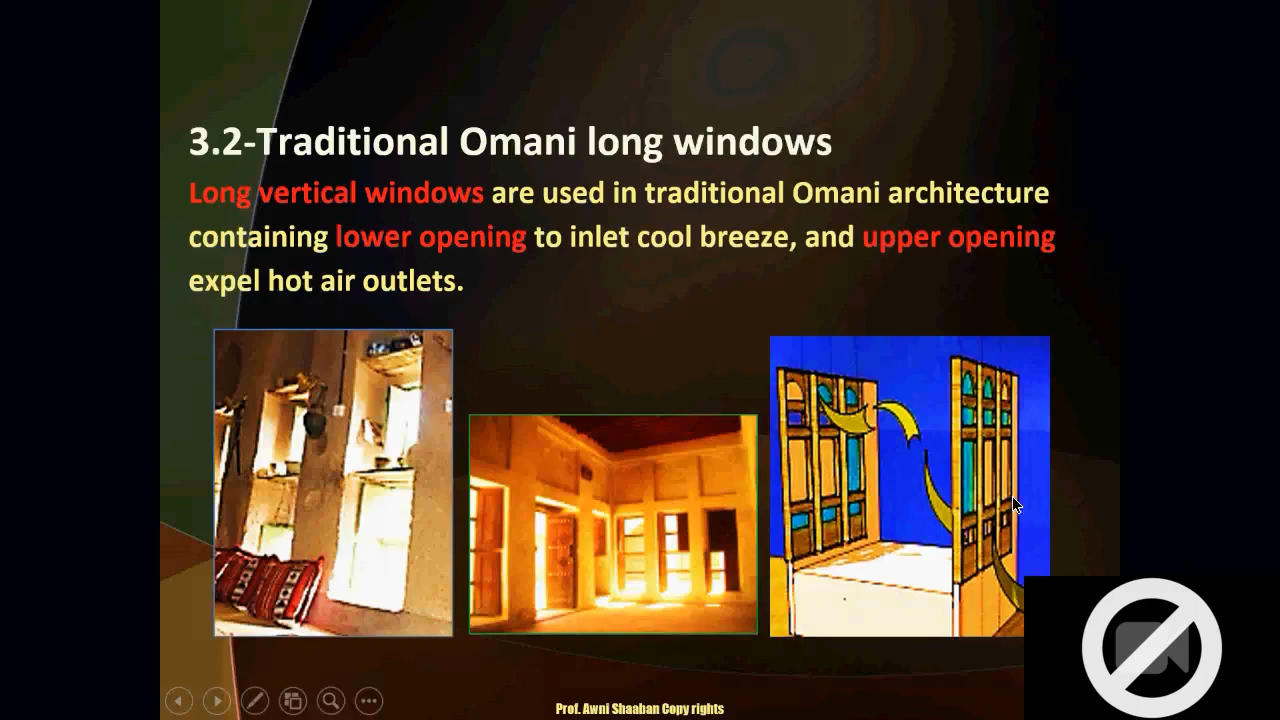 3.2-Traditional Omani long windows
Long vertical windows are used in traditional Omani architecture
containing lower opening to inlet cool breeze, and upper opening
expel hot air outlets.
Prof. Awni Shaaban Copy rights